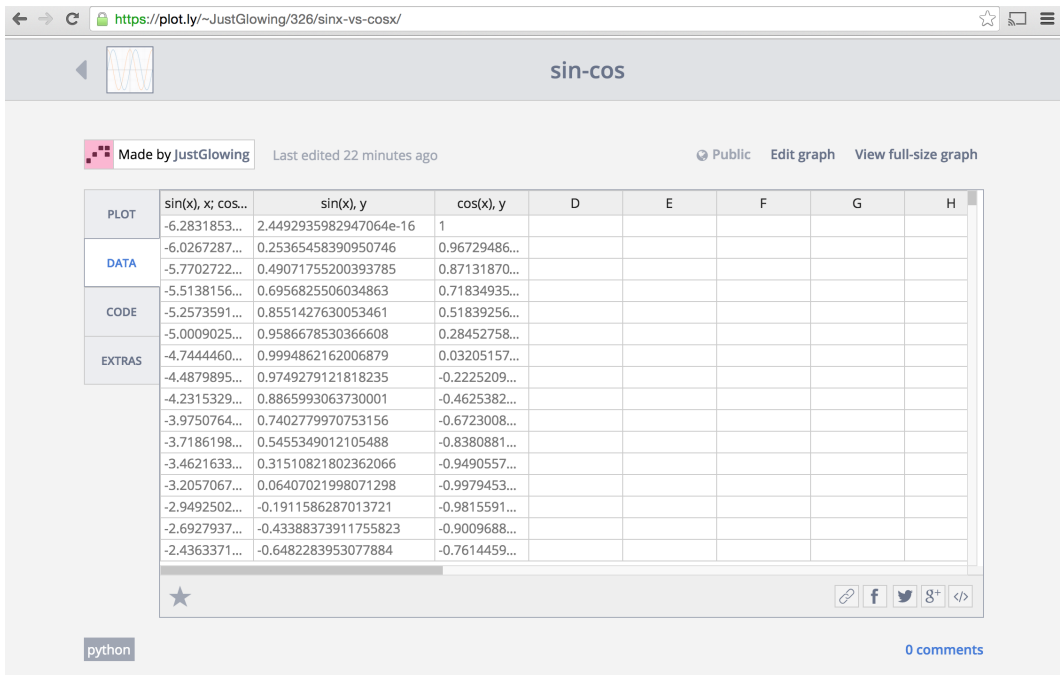 https://plot.ly/~JustGlowing/326/sinx-vs-cosx/
sin-cos
Made by JustGlowing Last edited 22 minutes ago Public Edit graph View full-size graph
PLOT
DATA
CODE
EXTRAS
sin(x), x; cos... sin(x), y cos(x), y D E F G H
-6.2831853... 2.4492935982947064e-16 1
-6.0267287... 0.25365458390950746 0.96729486...
-5.7702722... 0.49071755200393785 0.87131870...
-5.5138156... 0.6956825506034863 0.71834935...
-5.2573591... 0.8551427630053461 0.51839256...
-5.0009025... 0.9586678530366608 0.28452758...
-4.7444460... 0.9994862162006879 0.03205157...
-4.4879895... 0.9749279121818235 -0.2225209...
-4.2315329... 0.8865993063730001 -0.4625382...
-3.9750764... 0.7402779970753156 -0.6723008...
-3.7186198... 0.5455349012105488 -0.8380881...
-3.4621633... 0.31510821802362066 -0.9490557...
-3.2057067... 0.06407021998071298 -0.9979453...
-2.9492502... -0.1911586287013721 -0.9815591...
-2.6927937... -0.43388373911755823 -0.9009688...
-2.4363371... -0.6482283953077884 -0.7614459...
f 8+ </>
python
0 comments